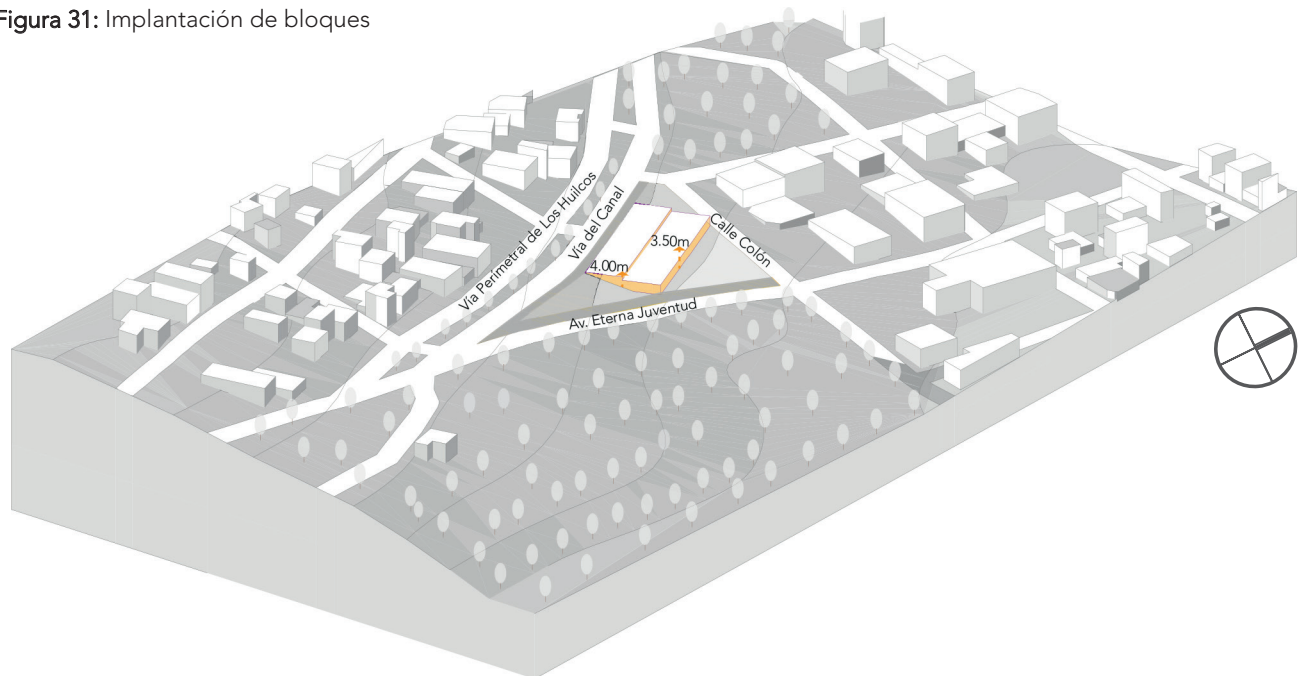 Figura 31: Implantación de bloques
Vía Perimetral de Los Huilcos
Vía del Canal
Calle Colón
3.50m
4.00m
Av. Eterna Juventud